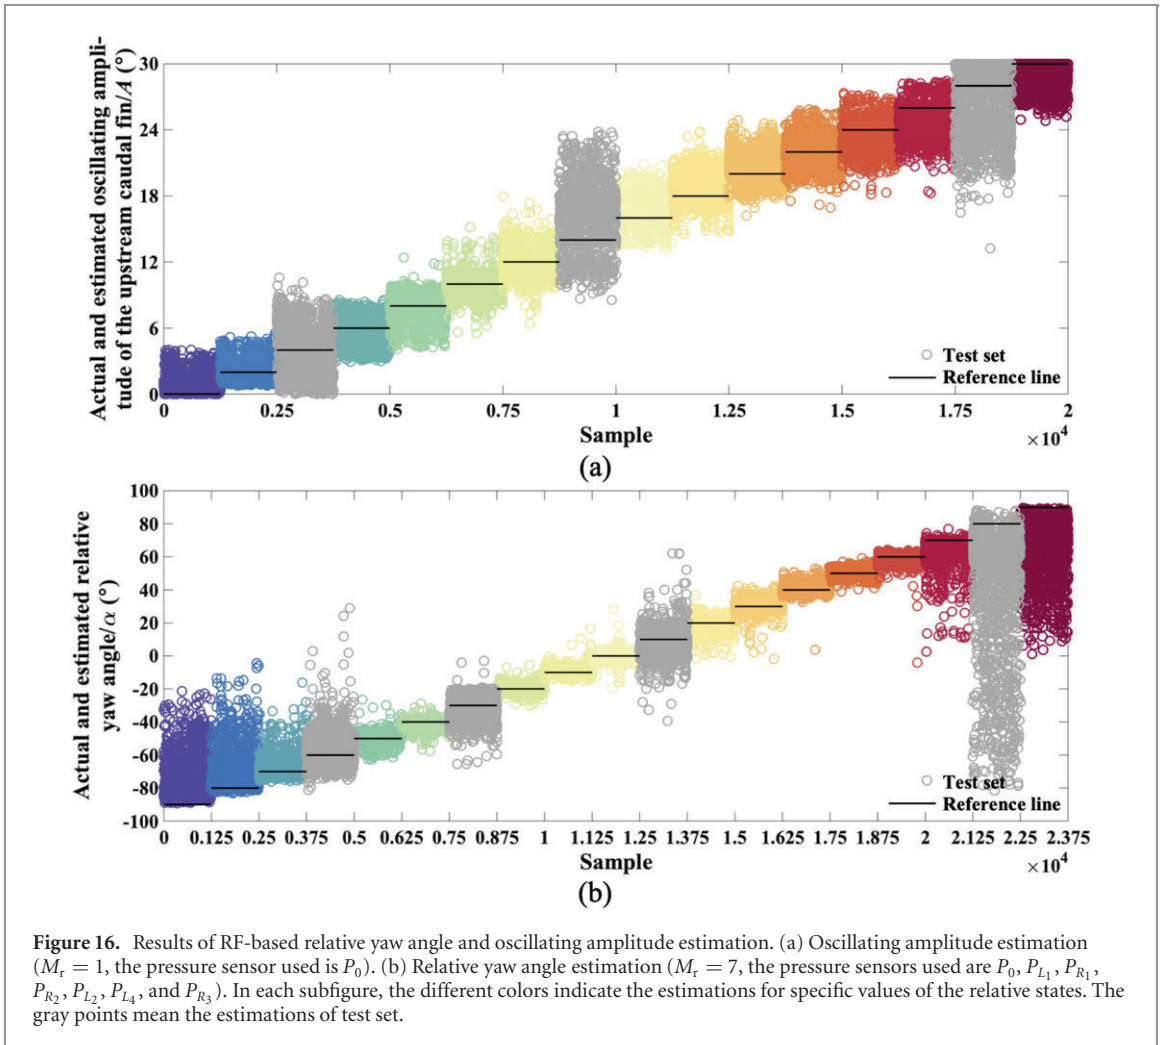 Actual and estimated oscillating ampli-
tude of the upstream caudal fin/A (°)
30
24
18
12
6
0
0 0.25 0.5 0.75 1 1.25 1.5 1.75 2
Sample
×10⁴
Test set
Reference line
(a)
Actual and estimated relative
yaw angle/α (°)
100
80
60
40
20
0
-20
-40
-60
-80
-100
0 0.125 0.25 0.375 0.5 0.625 0.75 0.875 1 1.125 1.25 1.375 1.5 1.625 1.75 1.875 2 2.125 2.25 2.375
Sample
×10⁴
Test set
Reference line
(b)
Figure 16. Results of RF-based relative yaw angle and oscillating amplitude estimation. (a) Oscillating amplitude estimation
(Mr = 1, the pressure sensor used is P0). (b) Relative yaw angle estimation (Mr = 7, the pressure sensors used are P0, PL1, PR1,
PR2, PL2, PL4, and PR3). In each subfigure, the different colors indicate the estimations for specific values of the relative states. The
gray points mean the estimations of test set.